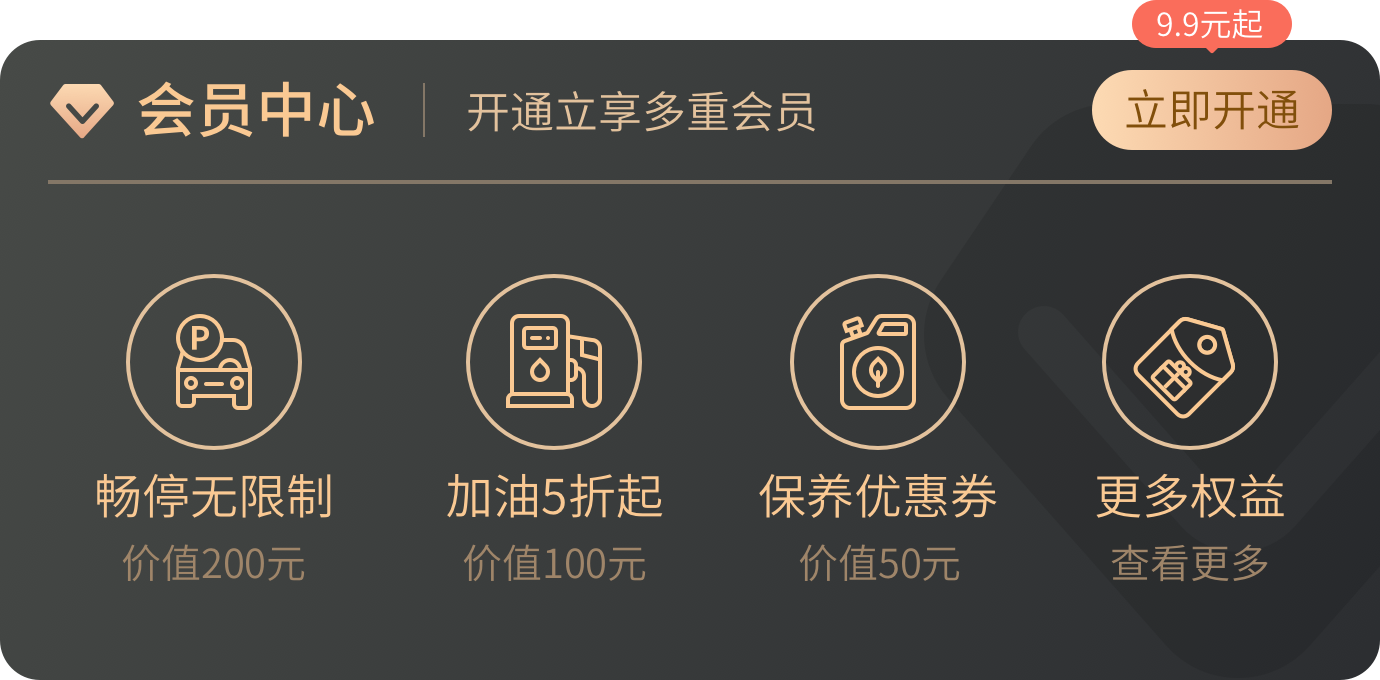 9.9元起
会员中心
开通立享多重会员
立即开通
P
畅停无限制
加油5折起
保养优惠券
更多权益
价值200元
价值100元
价值50元
查看更多